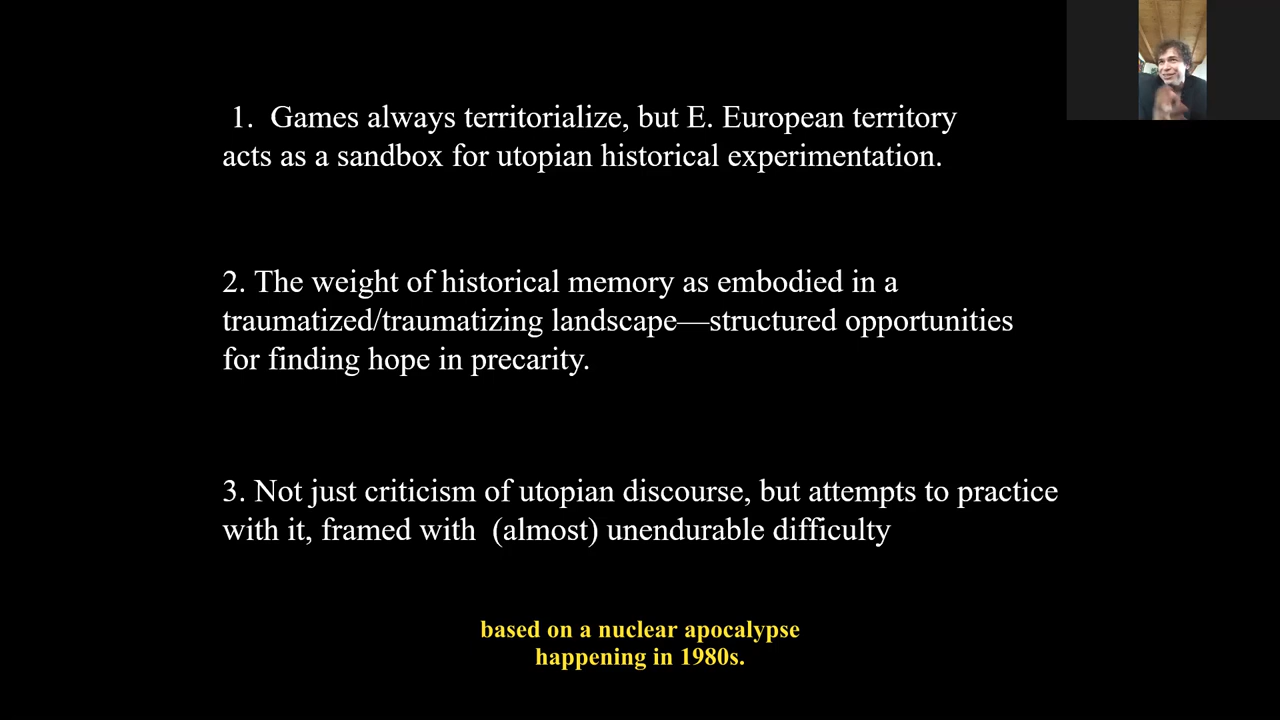 1.  Games always territorialize, but E. European territory
acts as a sandbox for utopian historical experimentation.
2. The weight of historical memory as embodied in a
traumatized/traumatizing landscape—structured opportunities
for finding hope in precarity.
3. Not just criticism of utopian discourse, but attempts to practice
with it, framed with  (almost) unendurable difficulty
based on a nuclear apocalypse
happening in 1980s.